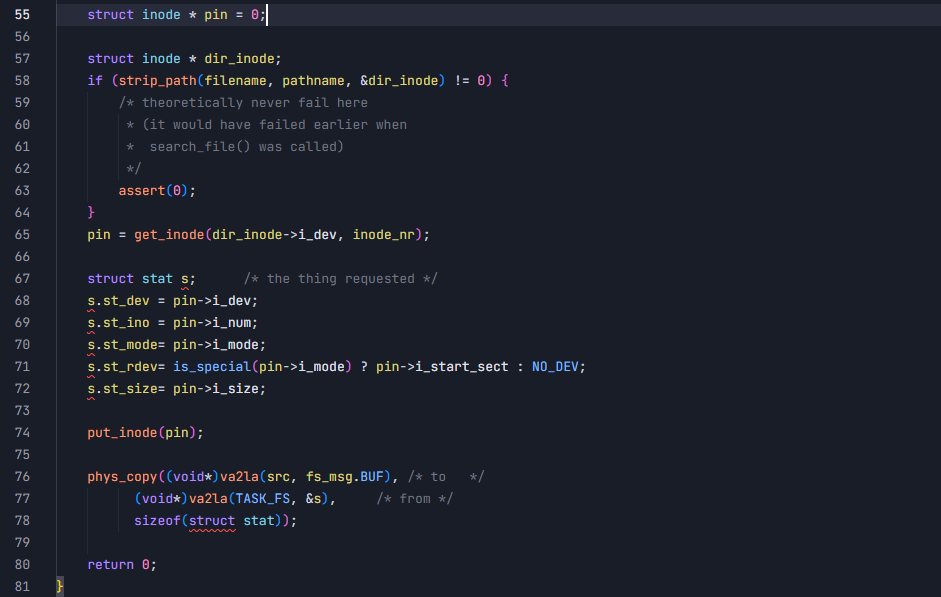 55 struct inode * pin = 0;
56
57 struct inode * dir_inode;
58 if (strip_path(filename, pathname, &dir_inode) != 0) {
59 /* theoretically never fail here
60 * (it would have failed earlier when
61 *  search_file() was called)
62 */
63 assert(0);
64 }
65 pin = get_inode(dir_inode->i_dev, inode_nr);
66
67 struct stat s;      /* the thing requested */
68 s.st_dev = pin->i_dev;
69 s.st_ino = pin->i_num;
70 s.st_mode= pin->i_mode;
71 s.st_rdev= is_special(pin->i_mode) ? pin->i_start_sect : NO_DEV;
72 s.st_size= pin->i_size;
73
74 put_inode(pin);
75
76 phys_copy((void*)va2la(src, fs_msg.BUF), /* to   */
77 (void*)va2la(TASK_FS, &s),     /* from */
78 sizeof(struct stat));
79
80 return 0;
81 }